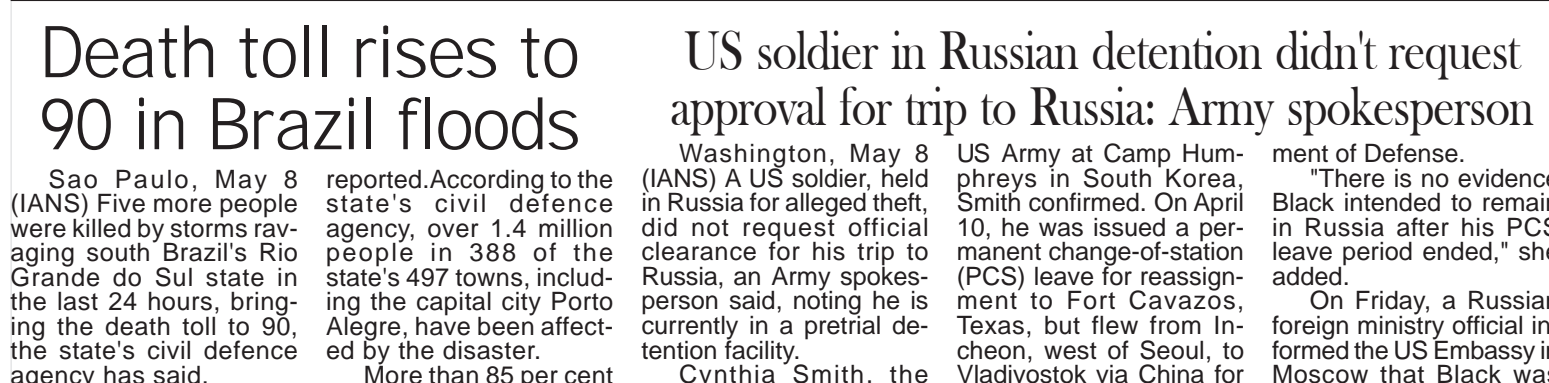 Death toll rises to
90 in Brazil floods
Sao Paulo, May 8
(IANS) Five more people
were killed by storms rav-
aging south Brazil's Rio
Grande do Sul state in
the last 24 hours, bring-
ing the death toll to 90,
the state's civil defence
agency has said.
reported.According to the
state's civil defence
agency, over 1.4 million
people in 388 of the
state's 497 towns, includ-
ing the capital city Porto
Alegre, have been affect-
ed by the disaster.
More than 85 per cent
US soldier in Russian detention didn't request
approval for trip to Russia: Army spokesperson
Washington, May 8
(IANS) A US soldier, held
in Russia for alleged theft,
did not request official
clearance for his trip to
Russia, an Army spokes-
person said, noting he is
currently in a pretrial de-
tention facility.
Cynthia Smith, the
US Army at Camp Hum-
phreys in South Korea,
Smith confirmed. On April
10, he was issued a per-
manent change-of-station
(PCS) leave for reassign-
ment to Fort Cavazos,
Texas, but flew from In-
cheon, west of Seoul, to
Vladivostok via China for
ment of Defense.
"There is no evidence
Black intended to remain
in Russia after his PCS
leave period ended," she
added.
On Friday, a Russian
foreign ministry official in-
formed the US Embassy in
Moscow that Black was